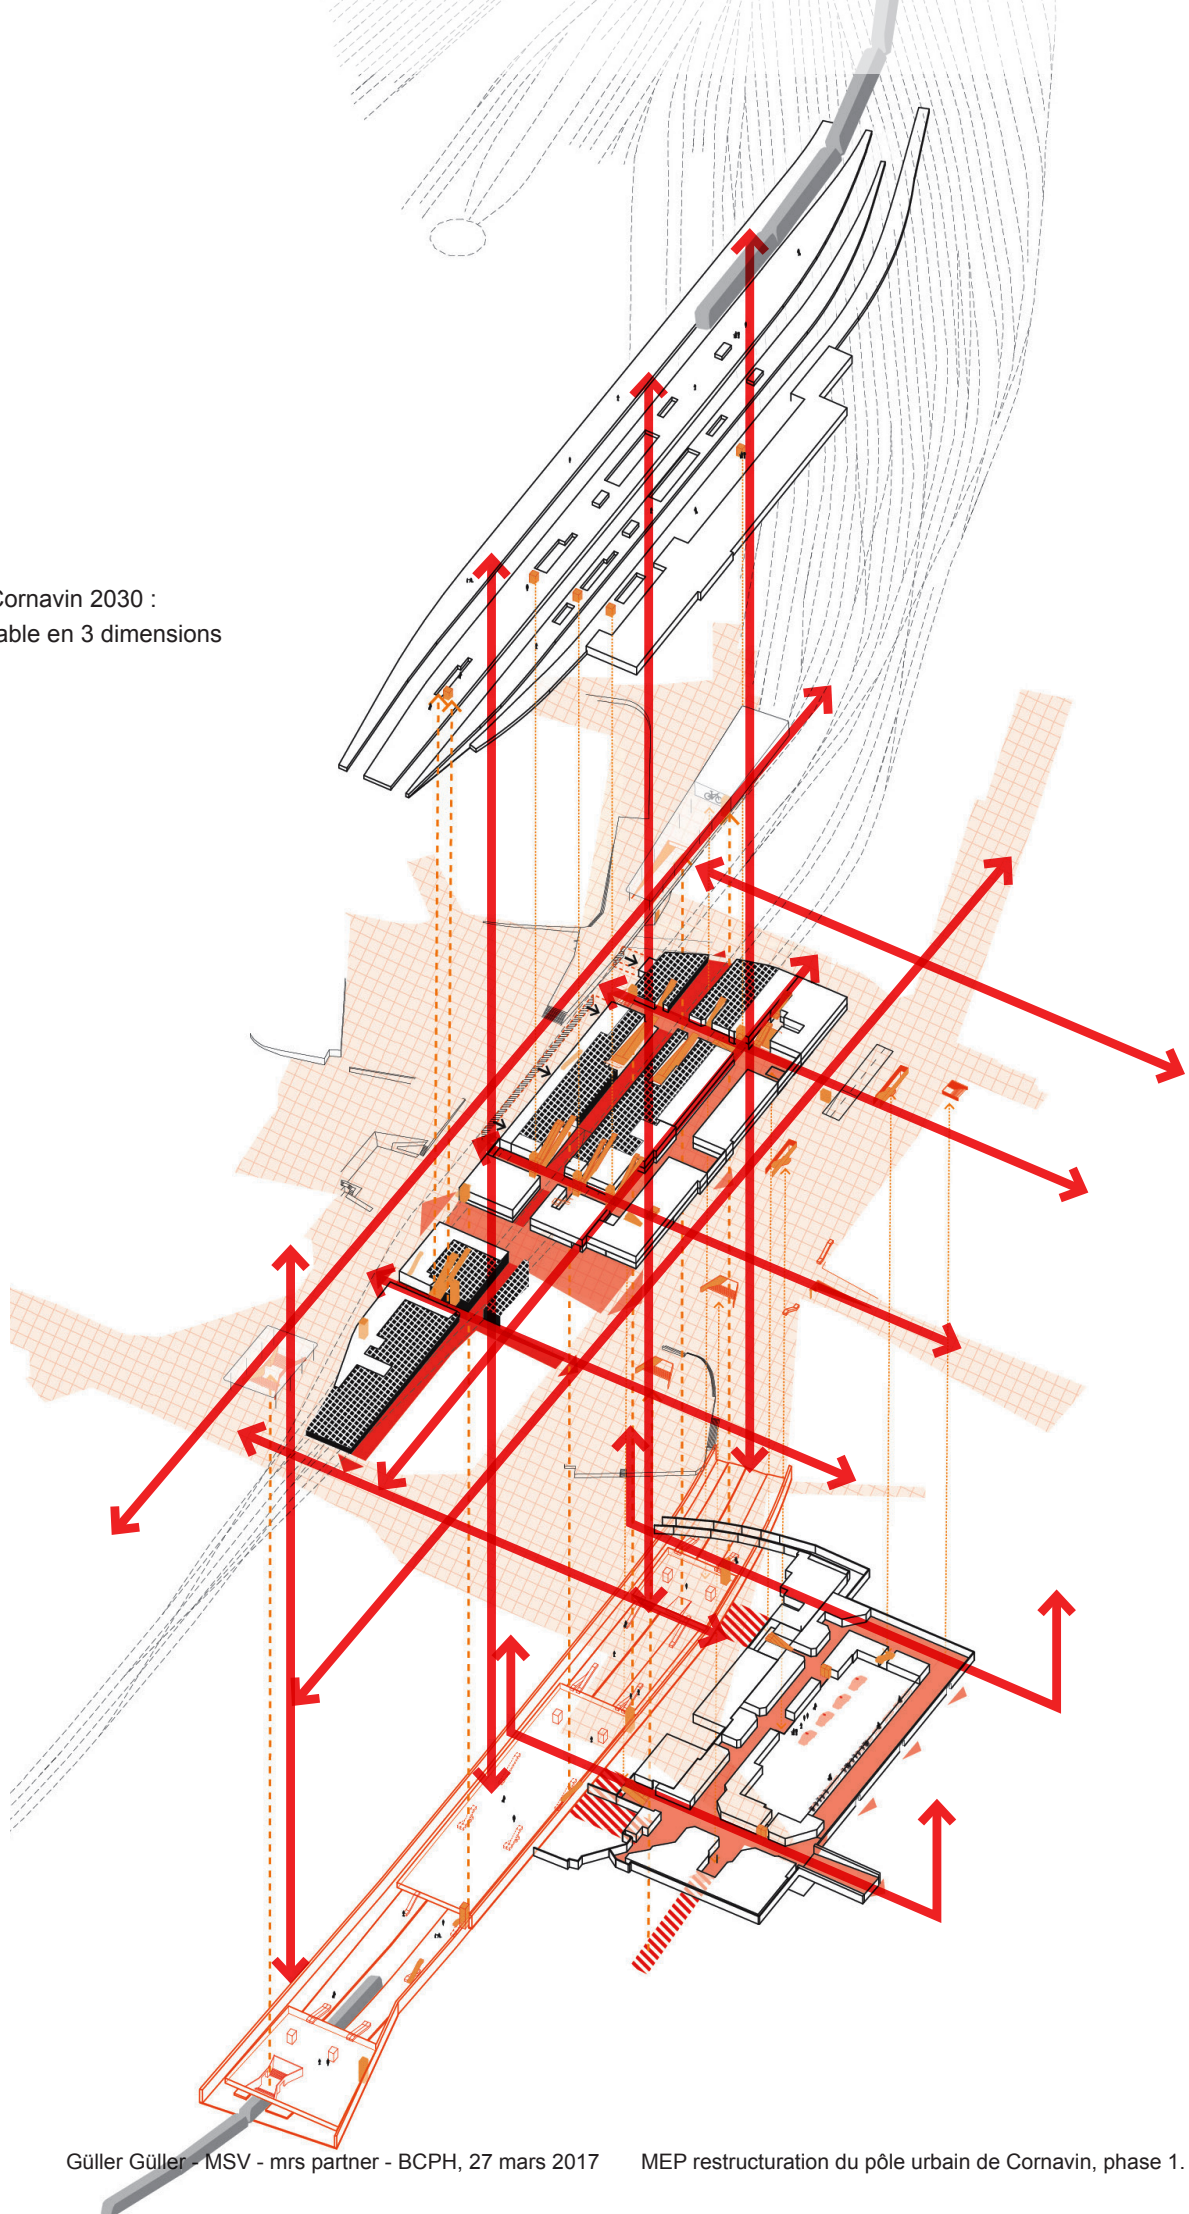 Cornavin 2030 :
able en 3 dimensions
Güller Güller - MSV - mrs partner - BCPH, 27 mars 2017 MEP restructuration du pôle urbain de Cornavin, phase 1.